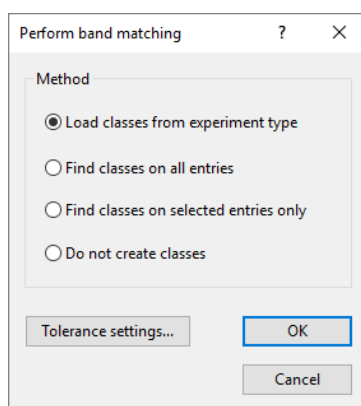 Perform band matching ? ×
Method
Load classes from experiment type
Find classes on all entries
Find classes on selected entries only
Do not create classes
Tolerance settings... OK
Cancel